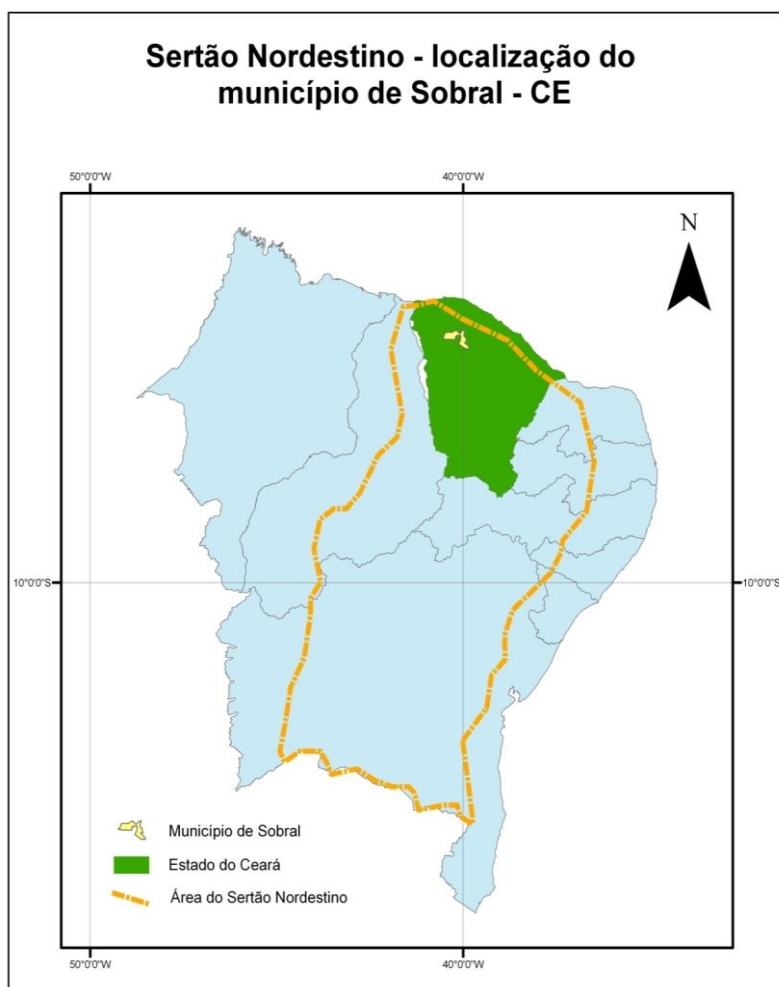 Sertão Nordestino - localização do
município de Sobral - CE
50°0'0"W
40°0'0"W
N
10°0'0"S
10°0'0"S
Município de Sobral
Estado do Ceará
Área do Sertão Nordestino
50°0'0"W
40°0'0"W